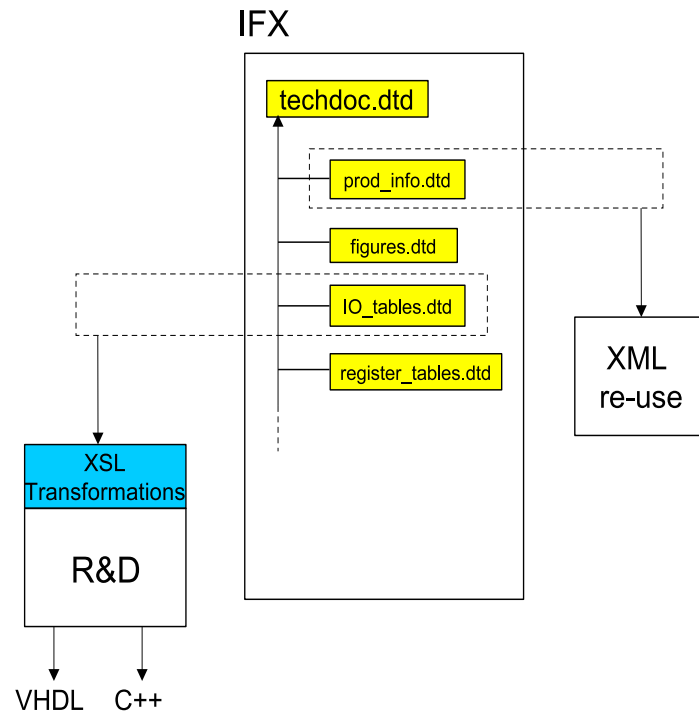 IFX
techdoc.dtd
prod_info.dtd
figures.dtd
IO_tables.dtd
register_tables.dtd
XML
re-use
XSL
Transformations
R&D
VHDL
C++